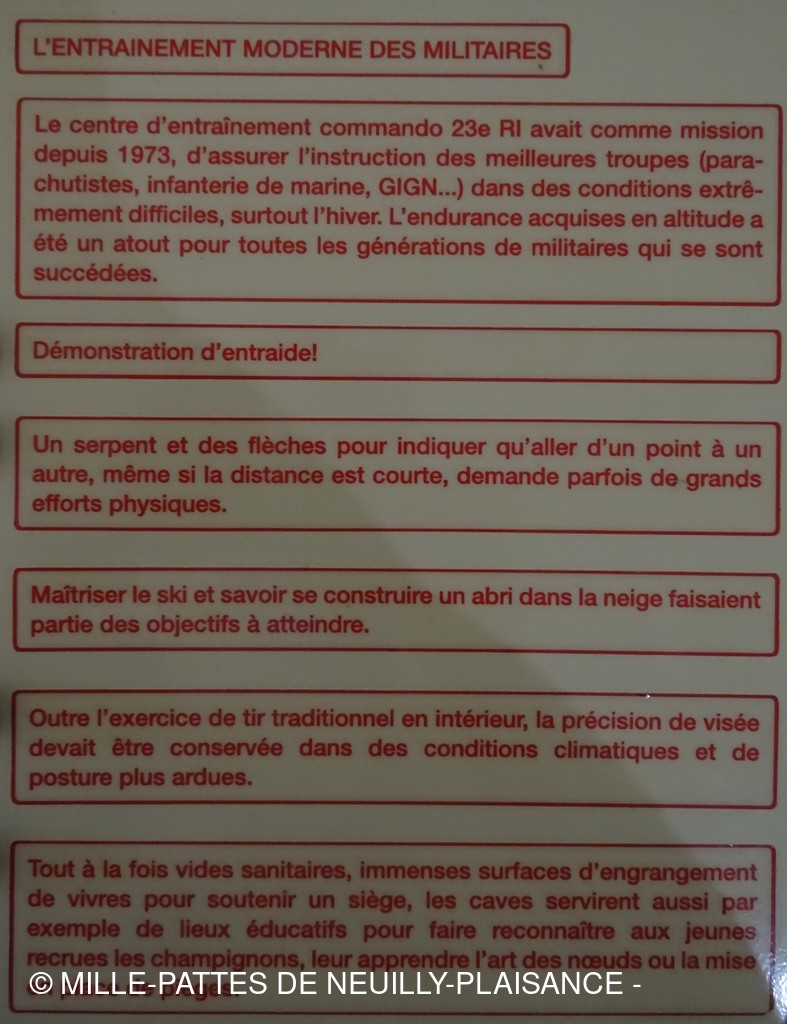 L'ENTRAINEMENT MODERNE DES MILITAIRES
Le centre d'entraînement commando 23e RI avait comme mission
depuis 1973, d'assurer l'instruction des meilleures troupes (para-
chutistes, infanterie de marine, GIGN...) dans des conditions extrê-
mement difficiles, surtout l'hiver. L'endurance acquises en altitude a
été un atout pour toutes les générations de militaires qui se sont
succédées.
Démonstration d'entraide!
Un serpent et des flèches pour indiquer qu'aller d'un point à un
autre, même si la distance est courte, demande parfois de grands
efforts physiques.
Maîtriser le ski et savoir se construire un abri dans la neige faisaient
partie des objectifs à atteindre.
Outre l'exercice de tir traditionnel en intérieur, la précision de visée
devait être conservée dans des conditions climatiques et de
posture plus ardues.
Tout à la fois vides sanitaires, immenses surfaces d'engrangement
de vivres pour soutenir un siège, les caves servirent aussi par
exemple de lieux éducatifs pour faire reconnaître aux jeunes
recrues les champignons, leur apprendre l'art des nœuds ou la mise
© MILLE-PATTES DE NEUILLY-PLAISANCE -